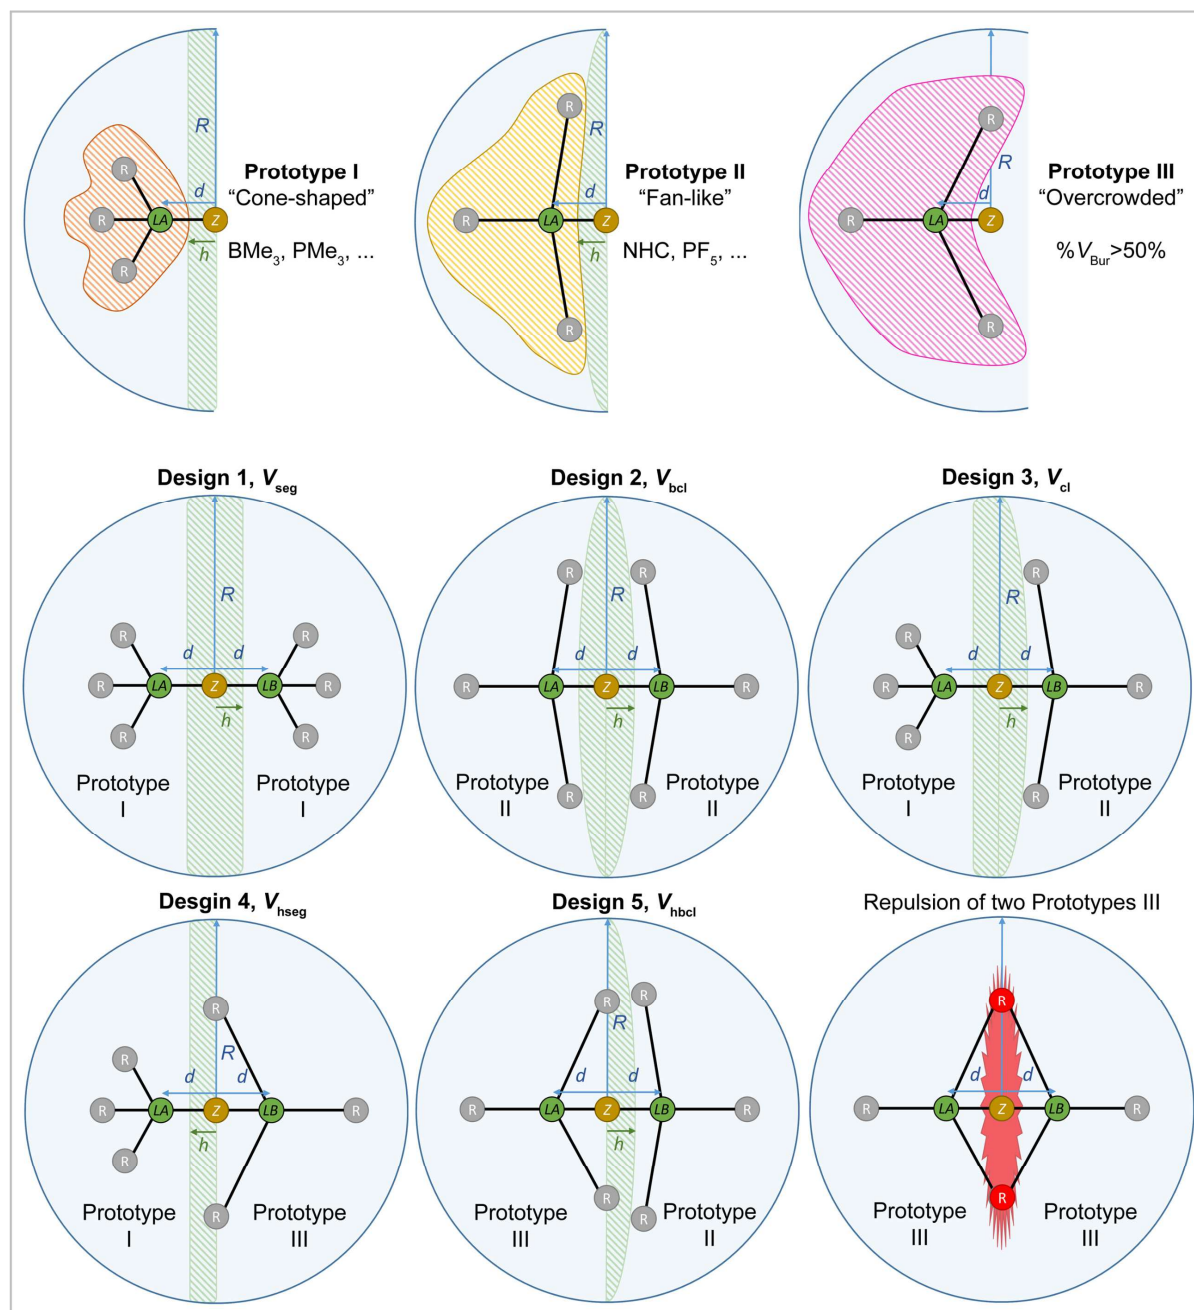 R
d
R
R
R
LA
Z
h
Prototype I
“Cone-shaped”
BMe3, PMe3, ...
R
R
d
R
LA
Z
h
R
Prototype II
“Fan-like”
NHC, PF5, ...
R
R
d
R
LA
Z
R
Prototype III
“Overcrowded”
%VBur>50%
Design 1, Vseg
R
R
R
d
d
R
LA
Z
LB
R
h
R
R
Prototype
I
Prototype
I
Design 2, Vbcl
R
R
R
d
d
R
LA
Z
LB
R
h
Prototype
II
R
R
Prototype
II
Design 3, Vcl
R
R
R
d
d
R
LA
Z
LB
R
h
R
R
Prototype
I
Prototype
II
Desgin 4, Vhseg
R
R
R
d
d
R
LA
Z
LB
R
h
R
R
Prototype
I
Prototype
III
Design 5, Vhbcl
R
R
R
d
d
R
LA
Z
LB
R
h
R
R
Prototype
III
Prototype
II
Repulsion of two Prototypes III
R
d
d
R
LA
Z
LB
R
R
Prototype
III
Prototype
III